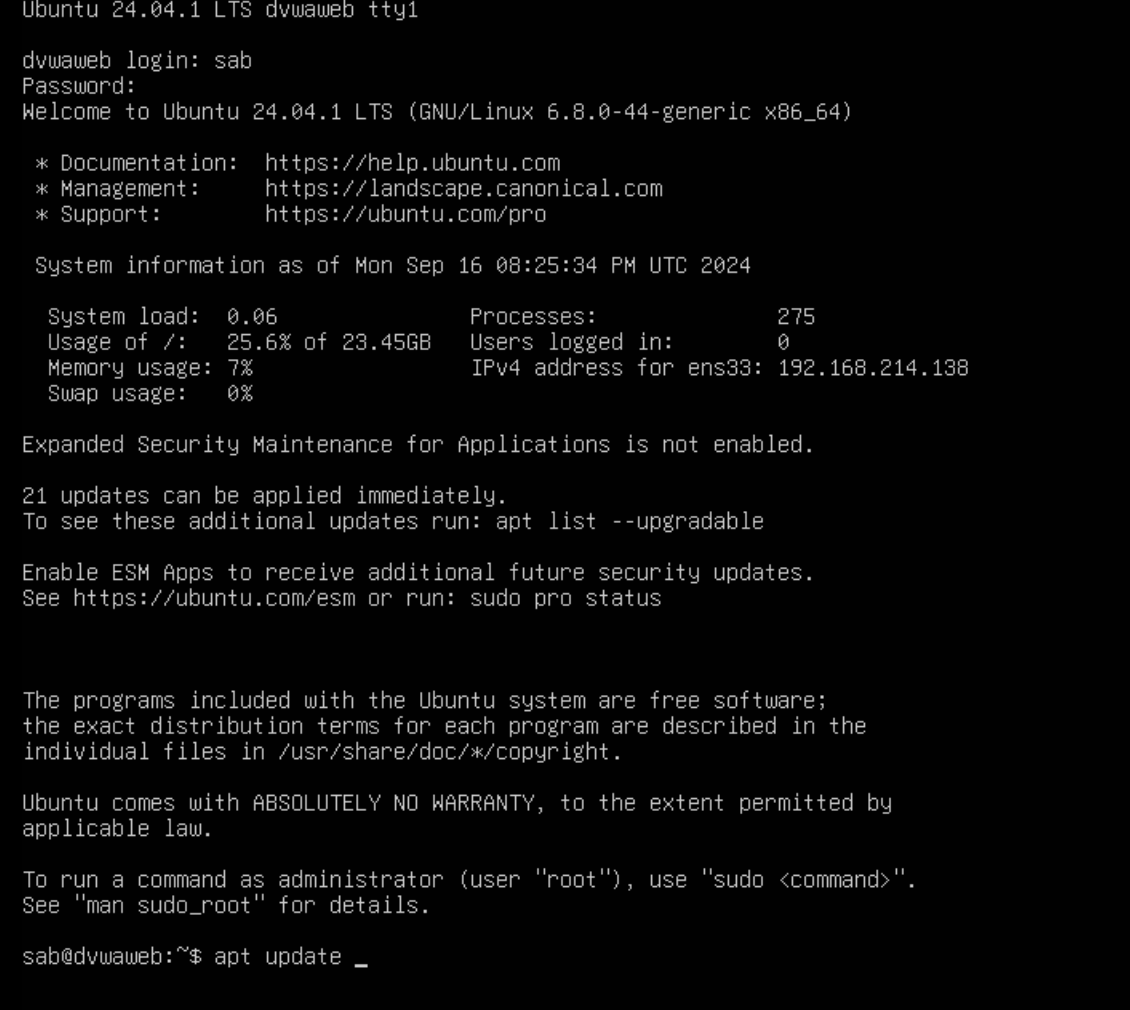 Ubuntu 24.04.1 LTS dvwaweb tty1
dvwaweb login: sab
Password:
Welcome to Ubuntu 24.04.1 LTS (GNU/Linux 6.8.0-44-generic x86_64)
* Documentation:  https://help.ubuntu.com
* Management:     https://landscape.canonical.com
* Support:        https://ubuntu.com/pro
System information as of Mon Sep 16 08:25:34 PM UTC 2024
System load:  0.06               Processes:              275
Usage of /:   25.6% of 23.45GB   Users logged in:        0
Memory usage: 7%                 IPv4 address for ens33: 192.168.214.138
Swap usage:   0%
Expanded Security Maintenance for Applications is not enabled.
21 updates can be applied immediately.
To see these additional updates run: apt list --upgradable
Enable ESM Apps to receive additional future security updates.
See https://ubuntu.com/esm or run: sudo pro status
The programs included with the Ubuntu system are free software;
the exact distribution terms for each program are described in the
individual files in /usr/share/doc/*/copyright.
Ubuntu comes with ABSOLUTELY NO WARRANTY, to the extent permitted by
applicable law.
To run a command as administrator (user "root"), use "sudo <command>".
See "man sudo_root" for details.
sab@dvwaweb:~$ apt update _